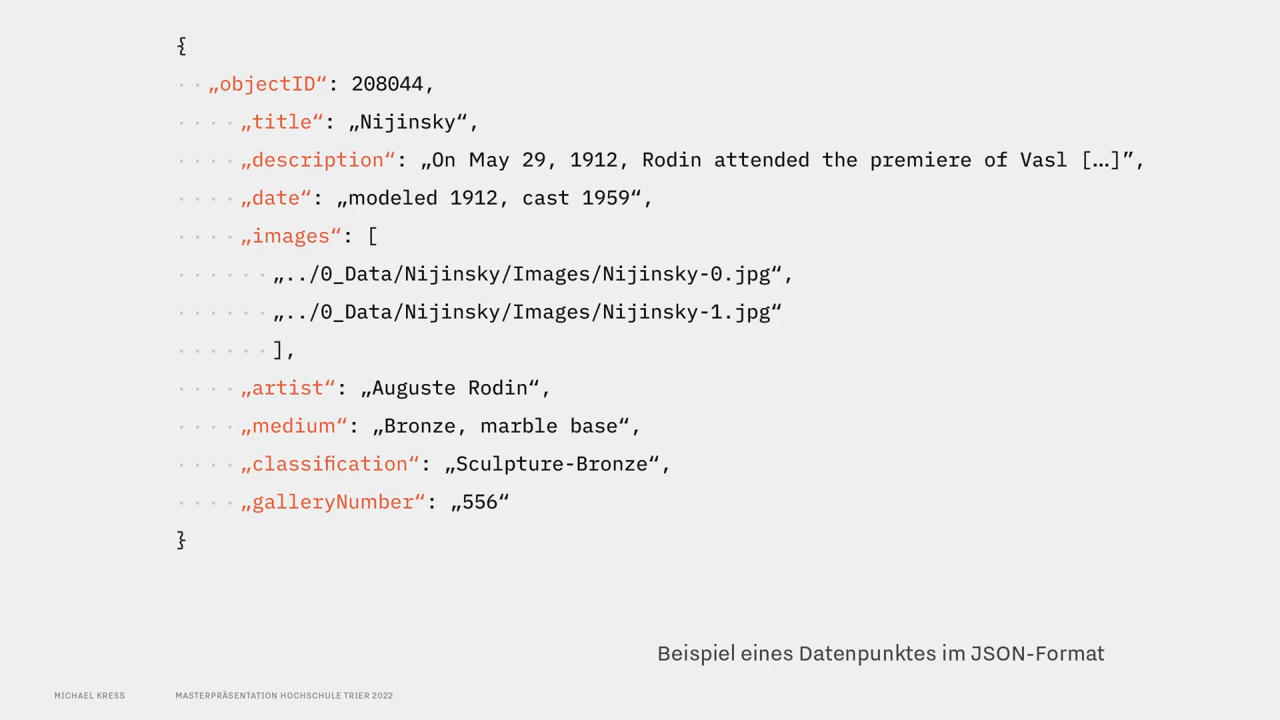 {
„objectID“: 208044,
„title“: „Nijinsky“,
„description“: „On May 29, 1912, Rodin attended the premiere of Vasl [...]”,
„date“: „modeled 1912, cast 1959“,
„images“: [
„../0_Data/Nijinsky/Images/Nijinsky-0.jpg“,
„../0_Data/Nijinsky/Images/Nijinsky-1.jpg“
],
„artist“: „Auguste Rodin“,
„medium“: „Bronze, marble base“,
„classification“: „Sculpture-Bronze“,
„galleryNumber“: „556“
}
Beispiel eines Datenpunktes im JSON-Format
MICHAEL KRESS MASTERPRÄSENTATION HOCHSCHULE TRIER 2022